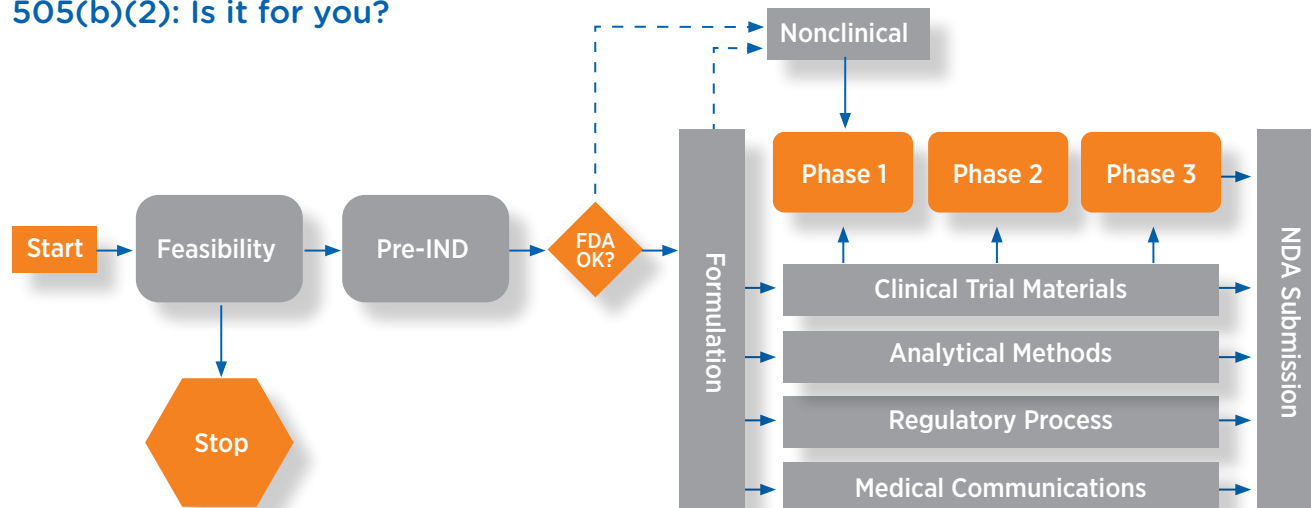 505(b)(2): Is it for you?
Nonclinical
Phase 1
Phase 2
Phase 3
Start
Feasibility
Pre-IND
FDA
OK?
Formulation
Clinical Trial Materials
Analytical Methods
Regulatory Process
Medical Communications
NDA Submission
Stop